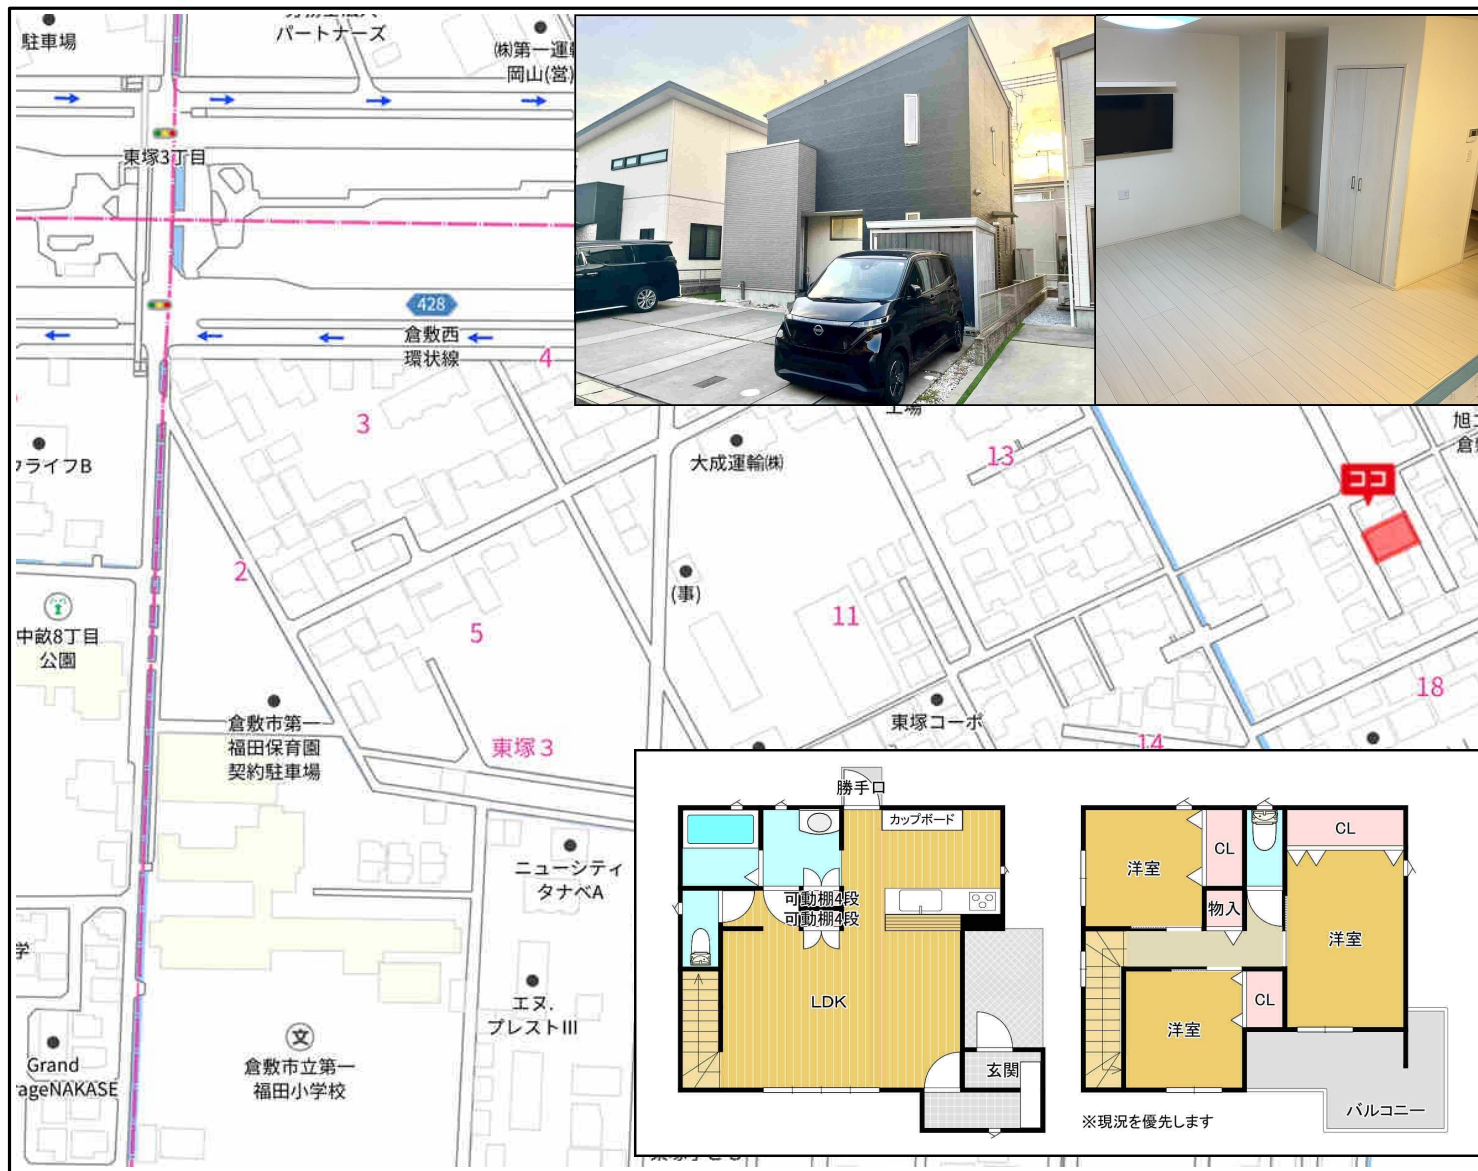 駐車場
パートナーズ
(株)第一運
岡山(営)
東塚3丁目
428
倉敷西
環状線
4
3
工場
大成運輸(株)
13
旭
倉
クライフB
ココ
2
(事)
中畝8丁目
公園
5
11
18
倉敷市第一
福田保育園
契約駐車場
東塚3
東塚コーポ
14
ニューシティ
タナベA
学
エヌ.
プレストIII
文
倉敷市立第一
福田小学校
Grand
ageNAKASE
勝手口
カップボード
可動棚4段
可動棚4段
LDK
玄関
洋室
CL
CL
物入
洋室
CL
洋室
バルコニー
※現況を優先します